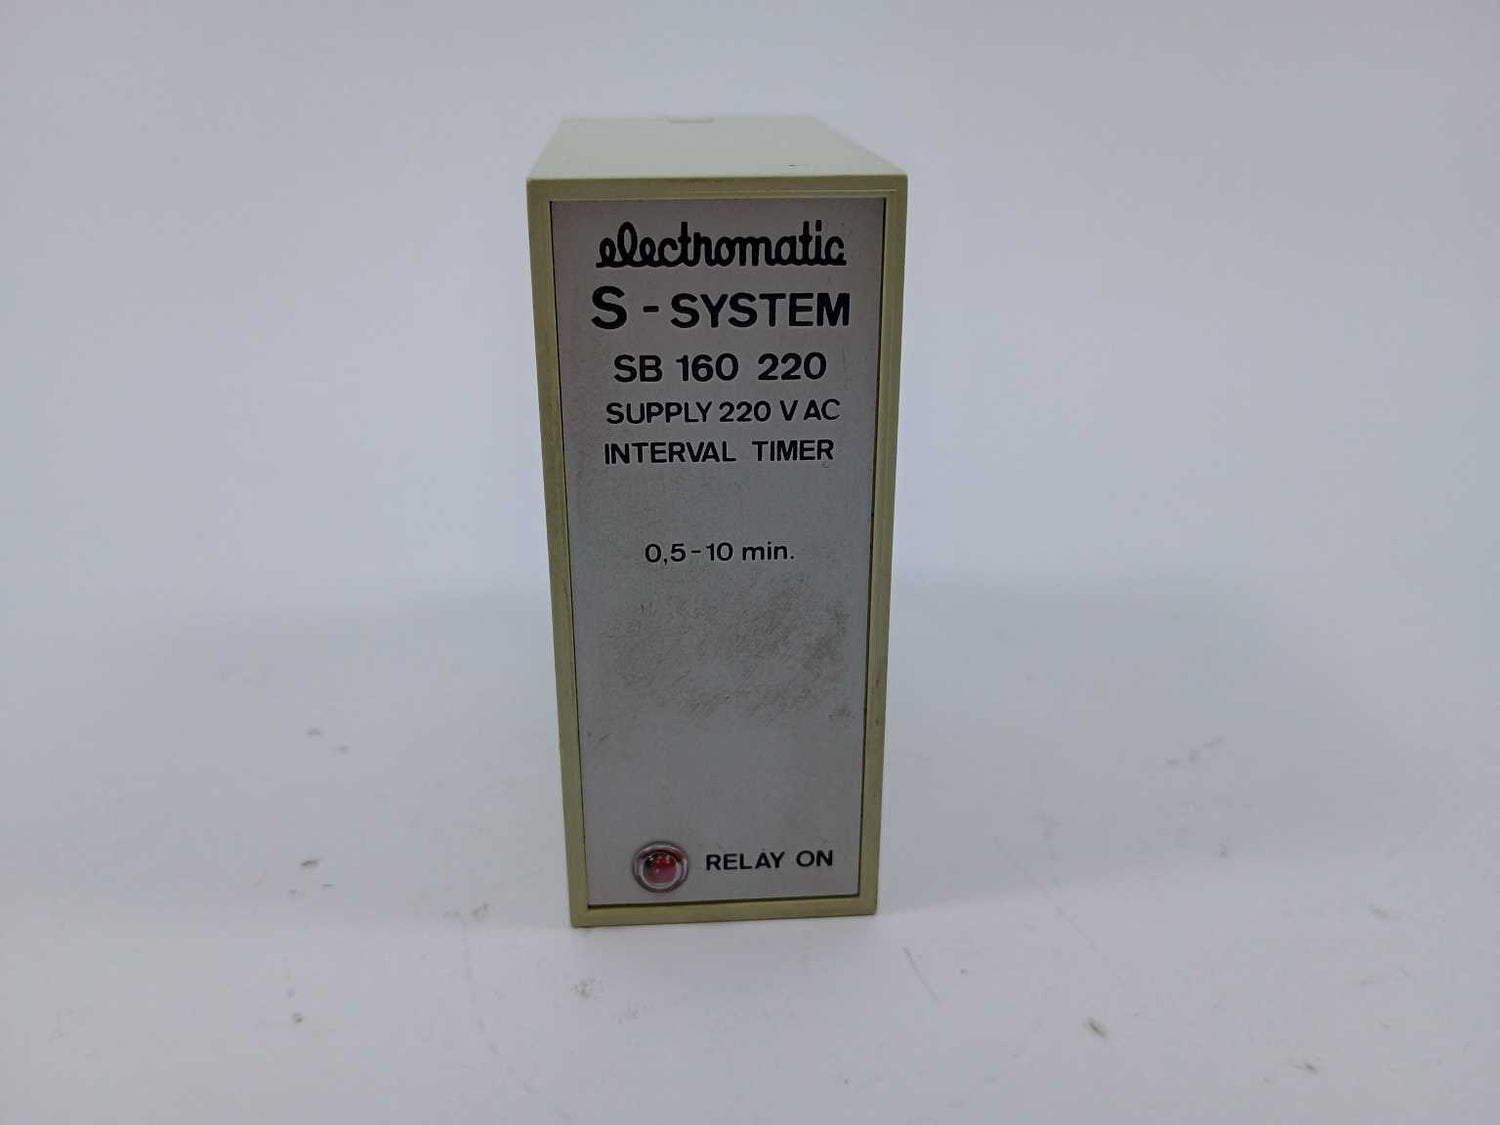 electromatic
S - SYSTEM
SB 160 220
SUPPLY 220 V AC
INTERVAL TIMER
0,5-10 min.
RELAY ON